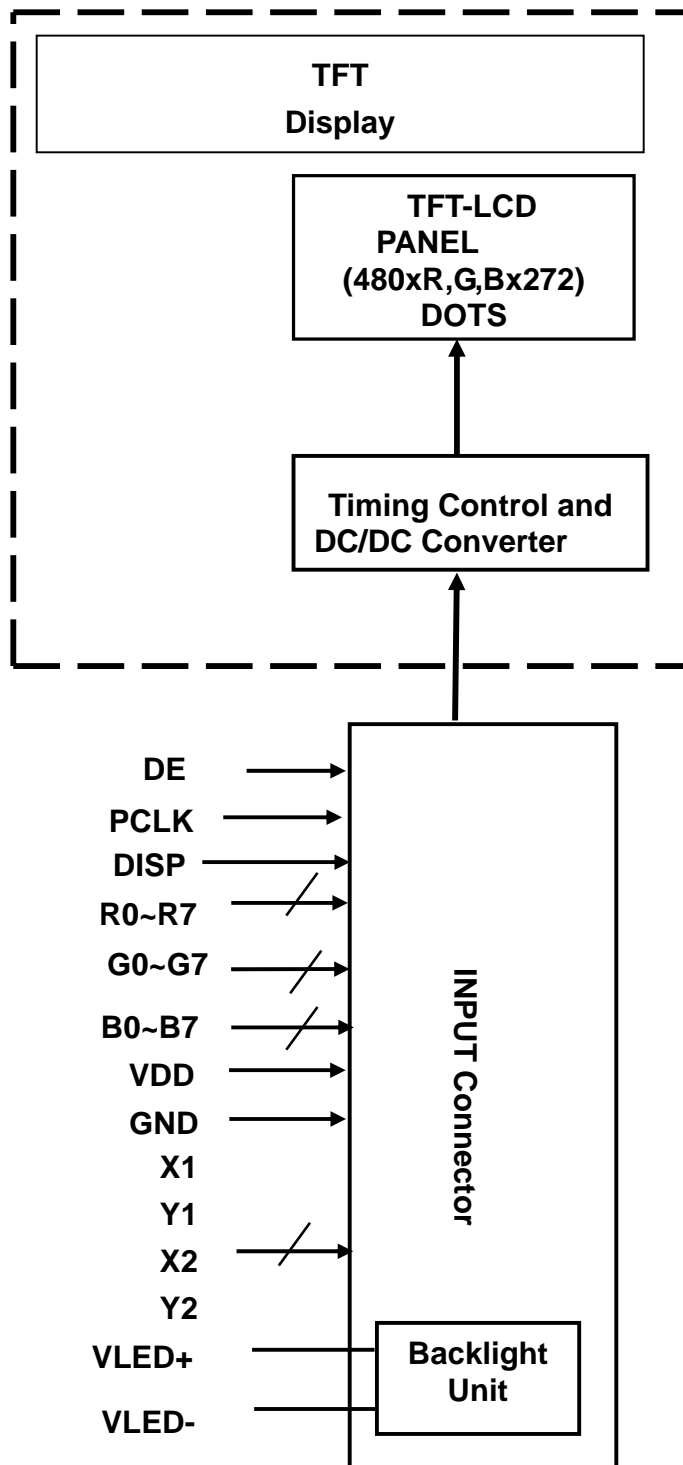 TFT
Display
TFT-LCD
PANEL
(480xR,G,Bx272)
DOTS
Timing Control and
DC/DC Converter
DE
PCLK
DISP
R0~R7
G0~G7
B0~B7
VDD
GND
X1
Y1
X2
Y2
VLED+
VLED-
INPUT Connector
Backlight
Unit